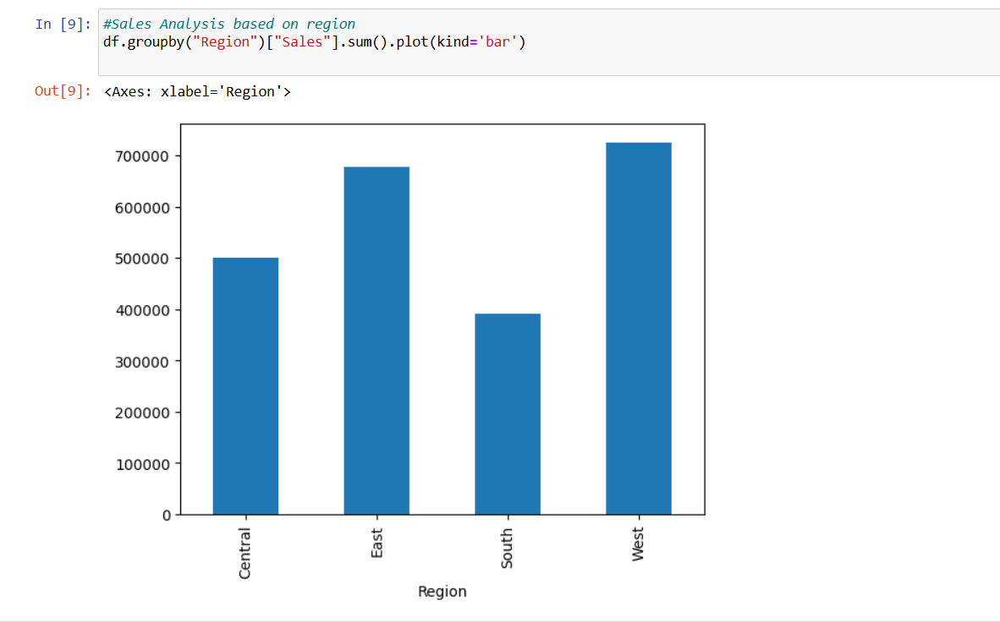 In [9]: #Sales Analysis based on region
df.groupby("Region")["Sales"].sum().plot(kind='bar')
Out[9]: <Axes: xlabel='Region'>
700000
600000
500000
400000
300000
200000
100000
0
Central East South West
Region